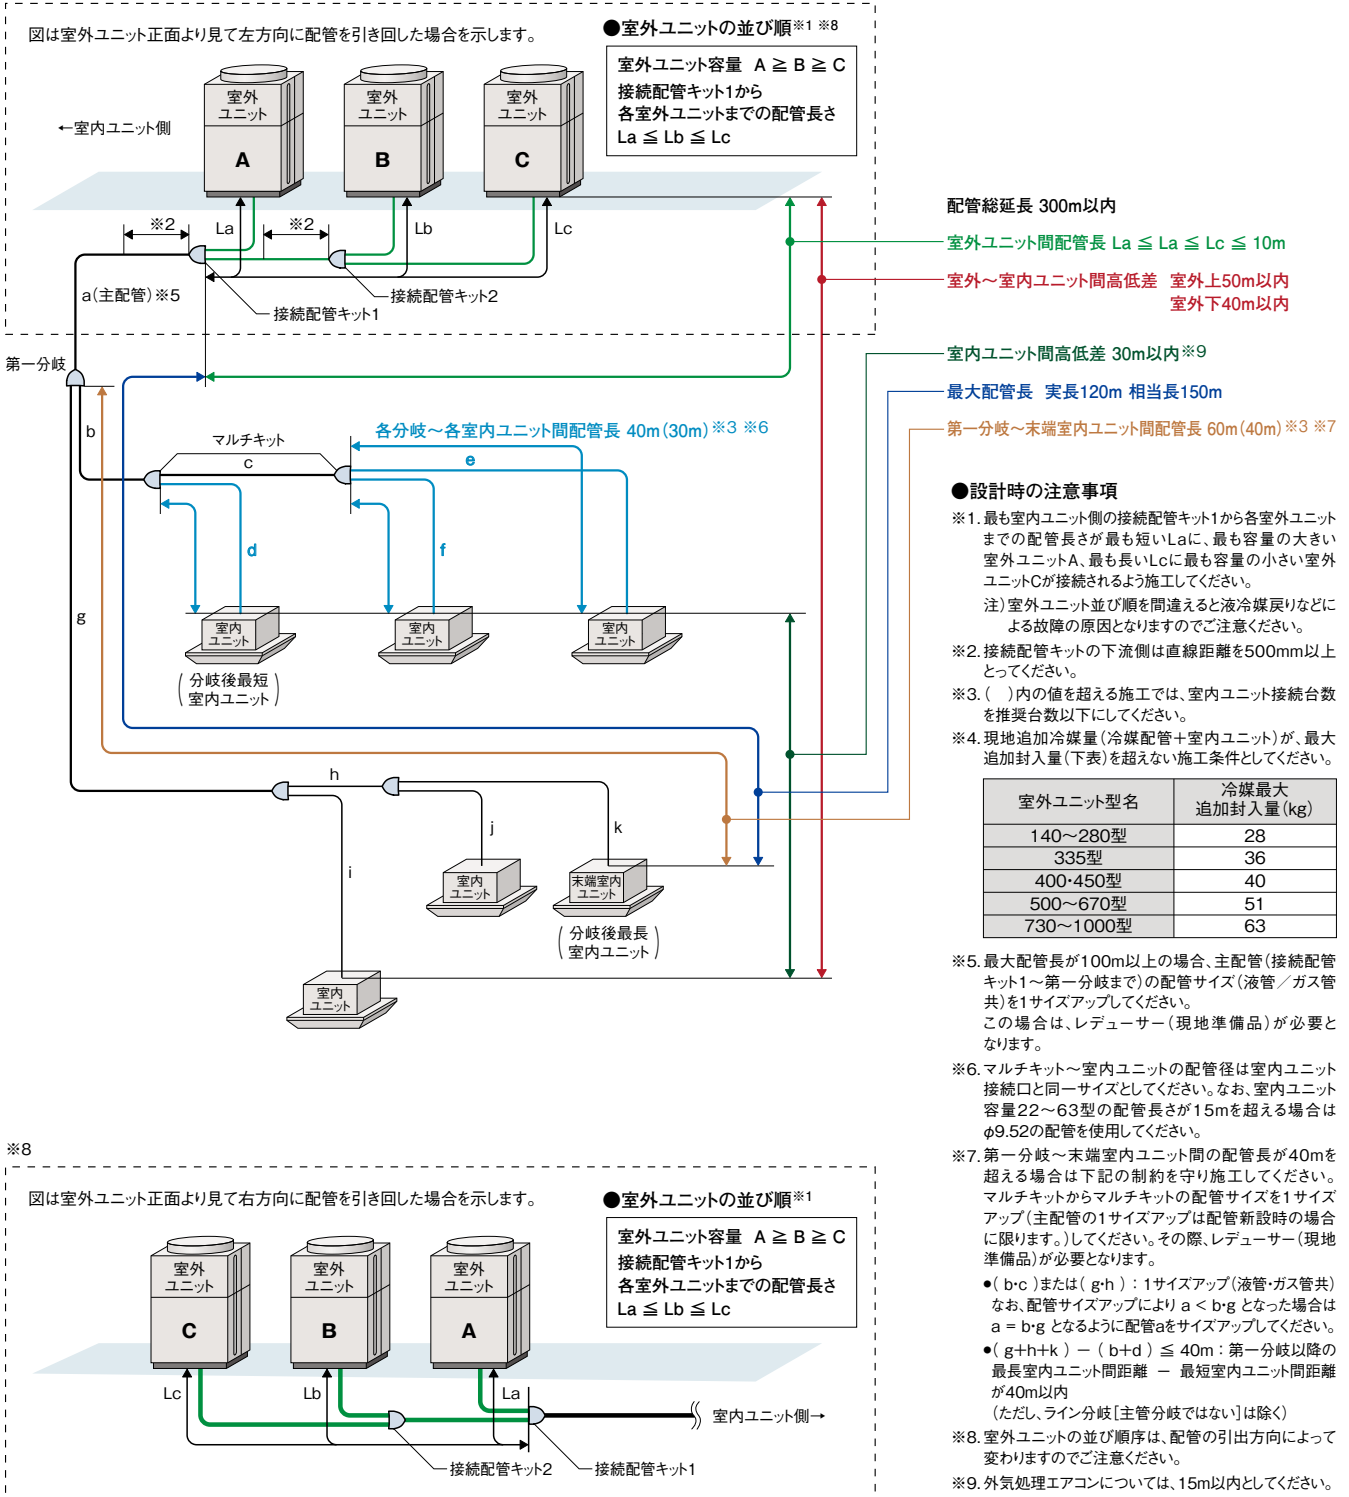 図は室外ユニット正面より見て左方向に配管を引き回した場合を示します。
●室外ユニットの並び順※1 ※8
室外ユニット容量 A ≧ B ≧ C
接続配管キット1から
各室外ユニットまでの配管長さ
La ≦ Lb ≦ Lc
←室内ユニット側
室外
ユニット
A
室外
ユニット
B
室外
ユニット
C
※2
La
※2
Lb
Lc
a(主配管)※5
接続配管キット2
接続配管キット1
配管総延長 300m以内
室外ユニット間配管長 La ≦ La ≦ Lc ≦ 10m
室外～室内ユニット間高低差 室外上50m以内
室外下40m以内
室内ユニット間高低差 30m以内※9
最大配管長 実長120m 相当長150m
第一分岐～末端室内ユニット間配管長 60m(40m)※3 ※7
第一分岐
b
マルチキット
c
各分岐～各室内ユニット間配管長 40m(30m)※3 ※6
e
d
f
g
室内
ユニット
室内
ユニット
室内
ユニット
(分岐後最短
室内ユニット)
h
j
k
i
室内
ユニット
末端室内
ユニット
(分岐後最長
室内ユニット)
室内
ユニット
●設計時の注意事項
※1.最も室内ユニット側の接続配管キット1から各室外ユニット
までの配管長さが最も短いLaに、最も容量の大きい
室外ユニットA、最も長いLcに最も容量の小さい室外
ユニットCが接続されるよう施工してください。
注)室外ユニット並び順を間違えると液冷媒戻りなどに
よる故障の原因となりますのでご注意ください。
※2.接続配管キットの下流側は直線距離を500mm以上
とってください。
※3.( )内の値を超える施工では、室内ユニット接続台数
を推奨台数以下にしてください。
※4.現地追加冷媒量(冷媒配管+室内ユニット)が、最大
追加封入量(下表)を超えない施工条件としてください。
室外ユニット型名 冷媒最大
追加封入量(kg)
140～280型 28
335型 36
400・450型 40
500～670型 51
730～1000型 63
※5.最大配管長が100m以上の場合、主配管(接続配管
キット1～第一分岐まで)の配管サイズ(液管／ガス管
共)を1サイズアップしてください。
この場合は、レデューサー(現地準備品)が必要と
なります。
※6.マルチキット～室内ユニットの配管径は室内ユニット
接続口と同一サイズとしてください。なお、室内ユニット
容量22～63型の配管長さが15mを超える場合は
φ9.52の配管を使用してください。
※7.第一分岐～末端室内ユニット間の配管長が40mを
超える場合は下記の制約を守り施工してください。
マルチキットからマルチキットの配管サイズを1サイズ
アップ(主配管の1サイズアップは配管新設時の場合
に限ります。)してください。その際、レデューサー(現地
準備品)が必要となります。
●( b・c )または( g・h ) : 1サイズアップ(液管・ガス管共)
なお、配管サイズアップにより a < b・g となった場合は
a = b・g となるように配管aをサイズアップしてください。
●( g+h+k ) － ( b+d ) ≦ 40m : 第一分岐以降の
最長室内ユニット間距離 － 最短室内ユニット間距離
が40m以内
(ただし、ライン分岐[主管分岐ではない]は除く)
※8.室外ユニットの並び順序は、配管の引出方向によって
変わりますのでご注意ください。
※9.外気処理エアコンについては、15m以内としてください。
※8
図は室外ユニット正面より見て右方向に配管を引き回した場合を示します。
●室外ユニットの並び順※1
室外ユニット容量 A ≧ B ≧ C
接続配管キット1から
各室外ユニットまでの配管長さ
La ≦ Lb ≦ Lc
室外
ユニット
C
室外
ユニット
B
室外
ユニット
A
Lc
Lb
La
室内ユニット側→
接続配管キット2
接続配管キット1